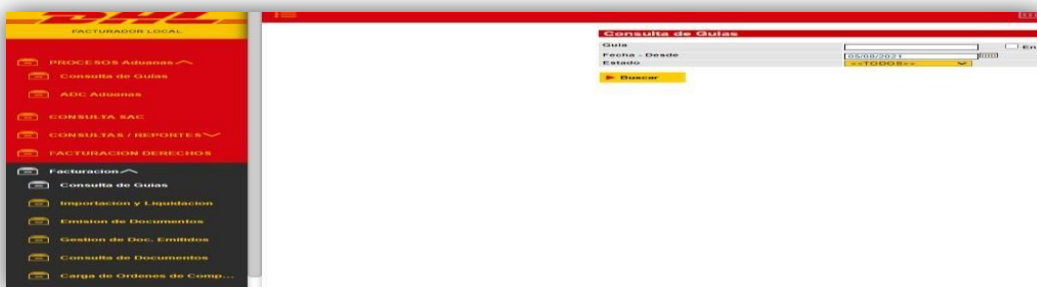 DHL
FACTURADOR LOCAL
PROCESOS Aduanas
Consulta de Guias
ADC Aduanas
CONSULTA SAC
CONSULTAS / REPORTES
FACTURACION DERECHOS
Facturacion
Consulta de Guias
Importacion y Liquidacion
Emision de Documentos
Gestion de Doc. Emitidos
Consulta de Documentos
Carga de Ordenes de Comp...
Consulta de Guias
Guia
En
Fecha - Desde
05/08/2021
Estado
<<TODOS>>
Buscar